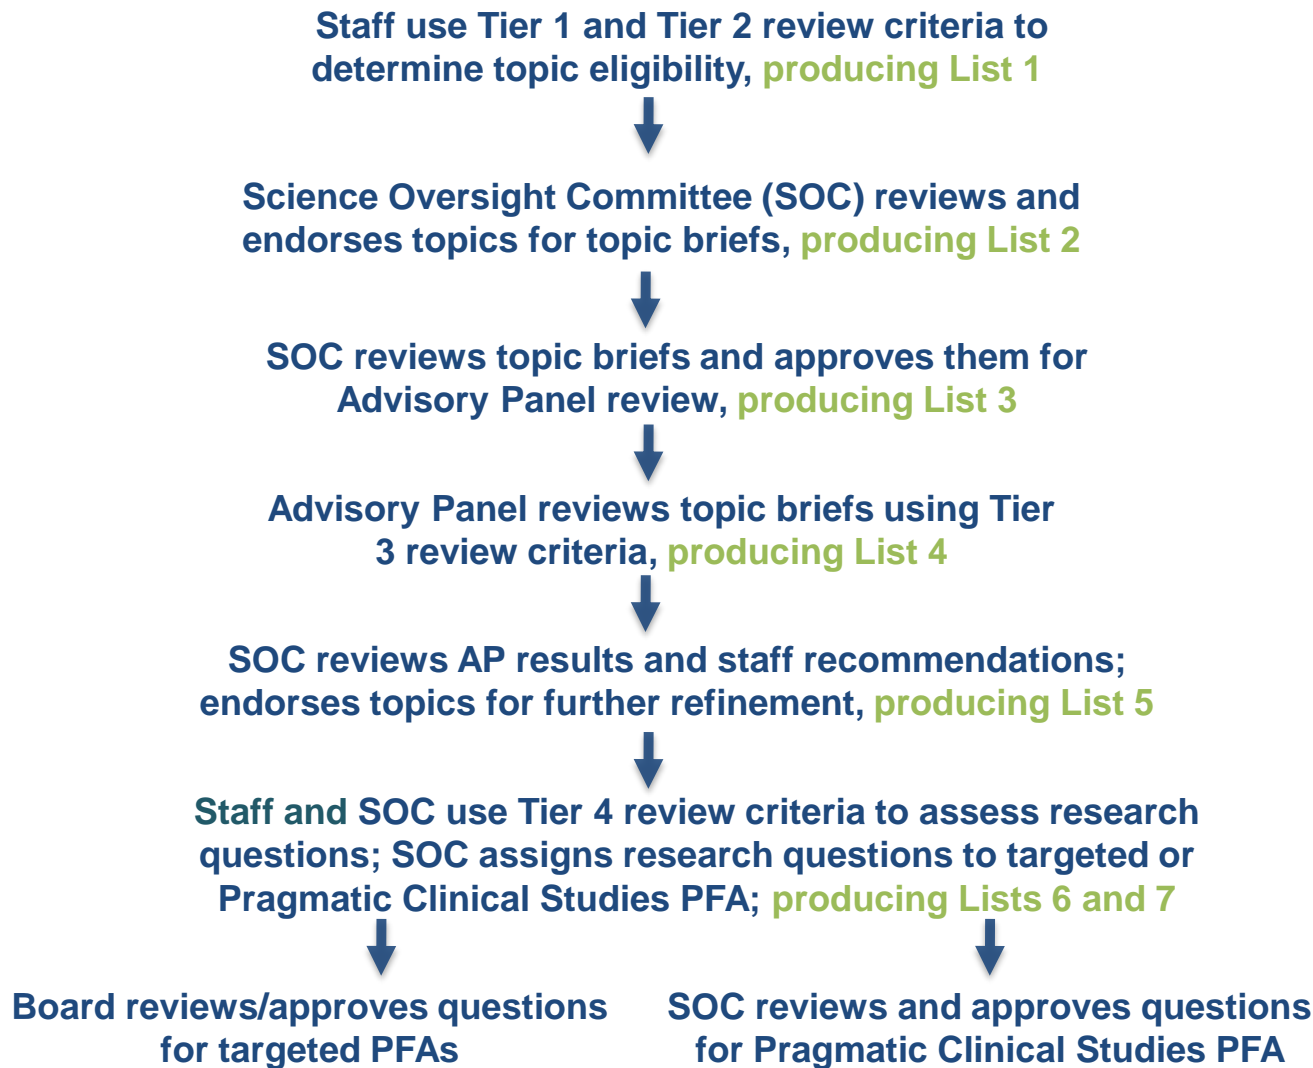 Staff use Tier 1 and Tier 2 review criteria to
determine topic eligibility, producing List 1
Science Oversight Committee (SOC) reviews and
endorses topics for topic briefs, producing List 2
SOC reviews topic briefs and approves them for
Advisory Panel review, producing List 3
Advisory Panel reviews topic briefs using Tier
3 review criteria, producing List 4
SOC reviews AP results and staff recommendations;
endorses topics for further refinement, producing List 5
Staff and SOC use Tier 4 review criteria to assess research
questions; SOC assigns research questions to targeted or
Pragmatic Clinical Studies PFA; producing Lists 6 and 7
Board reviews/approves questions
for targeted PFAs
SOC reviews and approves questions
for Pragmatic Clinical Studies PFA